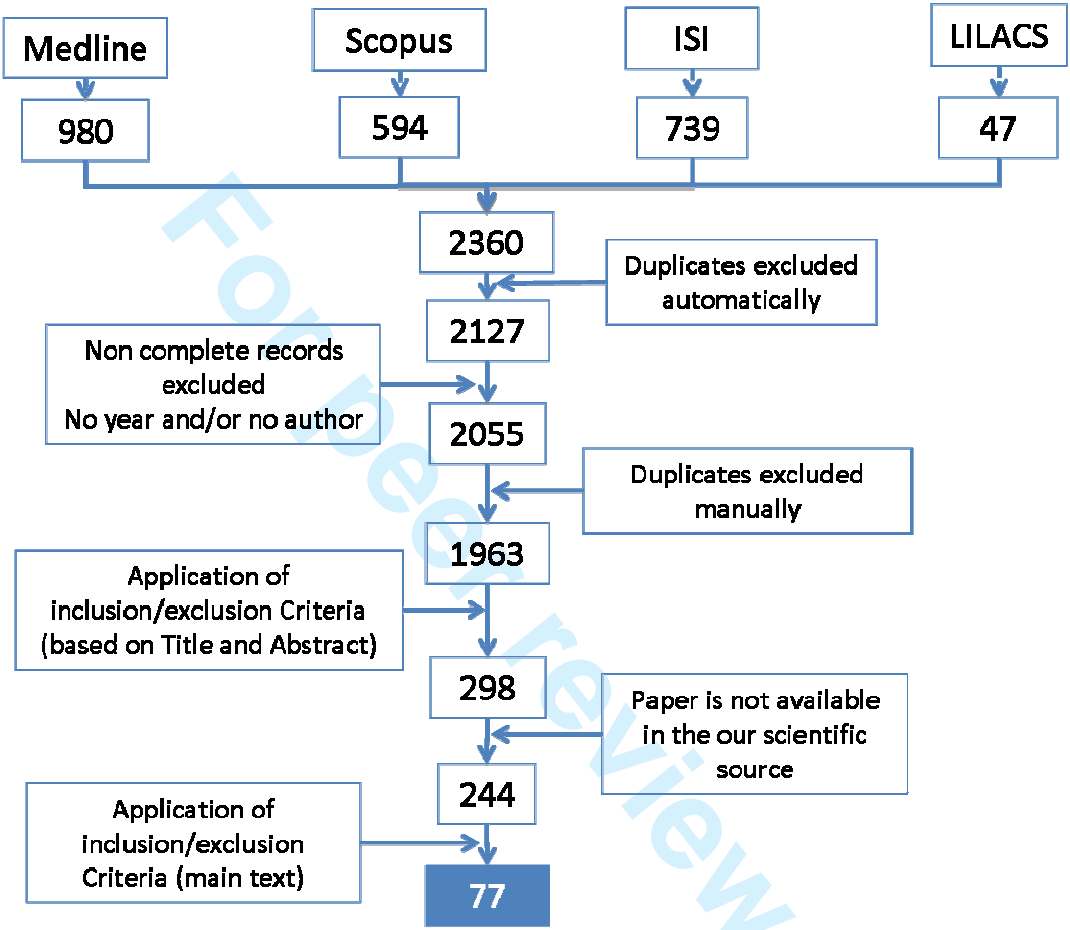 Medline
Scopus
ISI
LILACS
980
594
739
47
2360
Duplicates excluded
automatically
2127
Non complete records
excluded
No year and/or no author
2055
Duplicates excluded
manually
1963
Application of
inclusion/exclusion Criteria
(based on Title and Abstract)
298
Paper is not available
in the our scientific
source
244
Application of
inclusion/exclusion
Criteria (main text)
77
For peer review